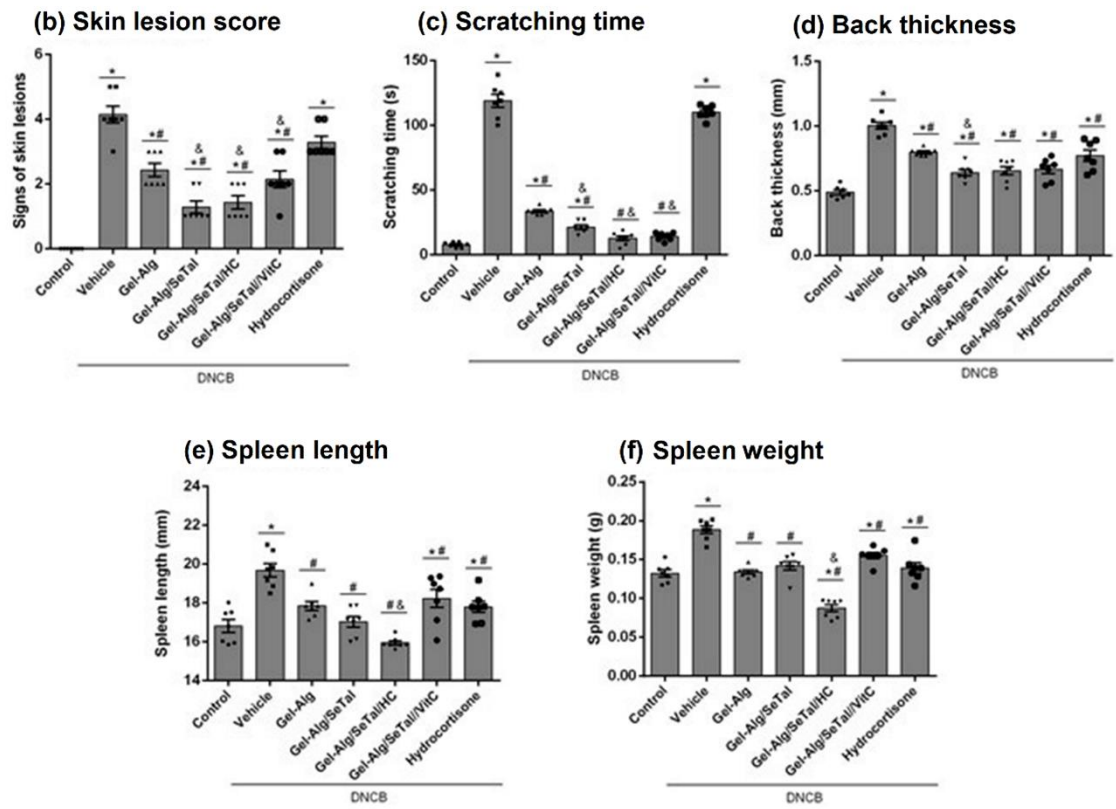 (b) Skin lesion score
Signs of skin lesions
6
4
2
0
*
*#
&
*#
&
*#
&
*#
*
Control
Vehicle
Gel-Alg
Gel-Alg/SeTal
Gel-Alg/SeTal/HC
Gel-Alg/SeTal//VitC
Hydrocortisone
DNCB
(c) Scratching time
Scratching time (s)
150
100
50
0
*
*#
&
*#
#&
#&
*
Control
Vehicle
Gel-Alg
Gel-Alg/SeTal
Gel-Alg/SeTal/HC
Gel-Alg/SeTal//VitC
Hydrocortisone
DNCB
(d) Back thickness
Back thickness (mm)
1.5
1.0
0.5
0.0
*
*#
&
*#
*#
*#
*#
Control
Vehicle
Gel-Alg
Gel-Alg/SeTal
Gel-Alg/SeTal/HC
Gel-Alg/SeTal//VitC
Hydrocortisone
DNCB
(e) Spleen length
Spleen length (mm)
24
22
20
18
16
14
*
#
#
#&
*#
*#
Control
Vehicle
Gel-Alg
Gel-Alg/SeTal
Gel-Alg/SeTal/HC
Gel-Alg/SeTal//VitC
Hydrocortisone
DNCB
(f) Spleen weight
Spleen weight (g)
0.25
0.20
0.15
0.10
0.05
0.00
*
#
#
&
*#
*#
*#
Control
Vehicle
Gel-Alg
Gel-Alg/SeTal
Gel-Alg/SeTal/HC
Gel-Alg/SeTal//VitC
Hydrocortisone
DNCB